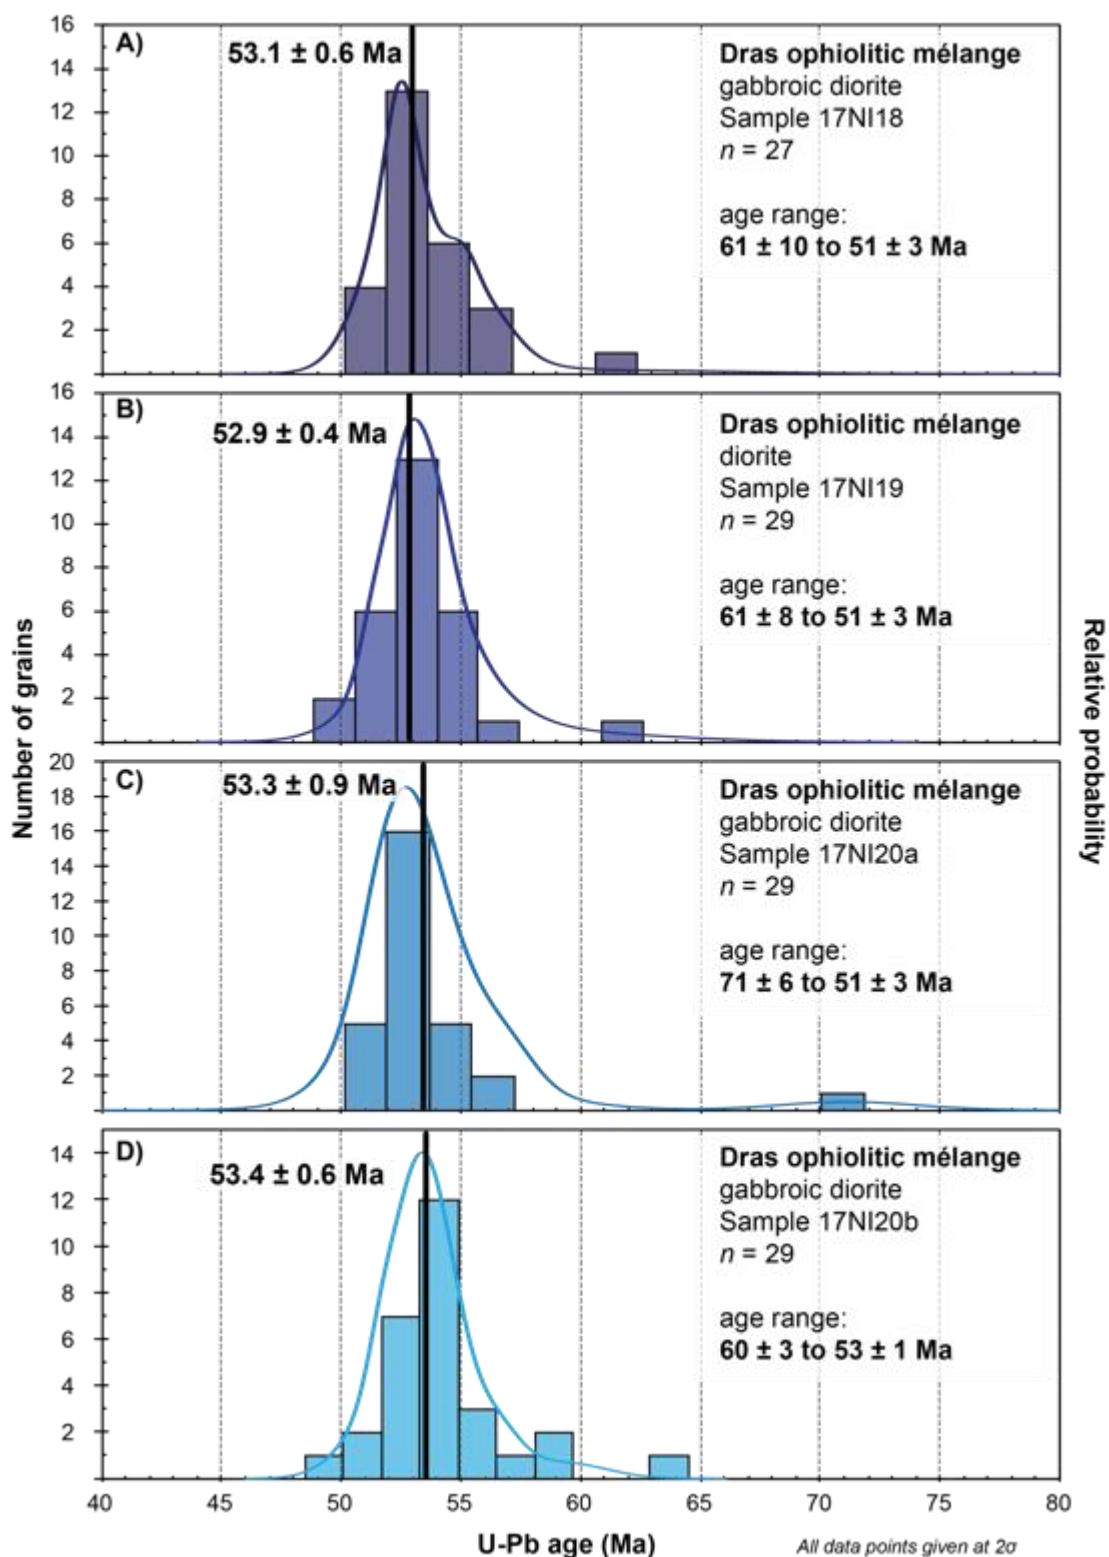 Number of grains
Relative probability
16
14
12
10
8
6
4
2
A)
53.1 ± 0.6 Ma
Dras ophiolitic mélange
gabbroic diorite
Sample 17NI18
n = 27
age range:
61 ± 10 to 51 ± 3 Ma
16
14
12
10
8
6
4
2
B)
52.9 ± 0.4 Ma
Dras ophiolitic mélange
diorite
Sample 17NI19
n = 29
age range:
61 ± 8 to 51 ± 3 Ma
20
18
16
14
12
10
8
6
4
2
C)
53.3 ± 0.9 Ma
Dras ophiolitic mélange
gabbroic diorite
Sample 17NI20a
n = 29
age range:
71 ± 6 to 51 ± 3 Ma
14
12
10
8
6
4
2
D)
53.4 ± 0.6 Ma
Dras ophiolitic mélange
gabbroic diorite
Sample 17NI20b
n = 29
age range:
60 ± 3 to 53 ± 1 Ma
40 45 50 55 60 65 70 75 80
U-Pb age (Ma)
All data points given at 2σ